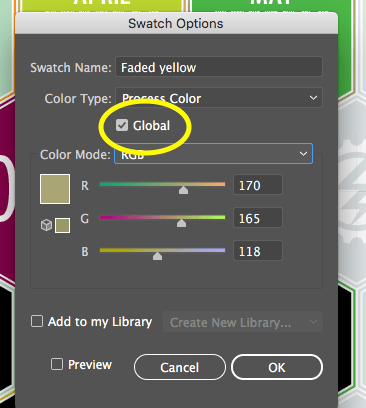 APRIL
MAY
Swatch Options
Swatch Name: Faded yellow
Color Type: Process Color
Global
Color Mode: RGB
R 170
G 165
B 118
Add to my Library Create New Library...
Preview Cancel OK